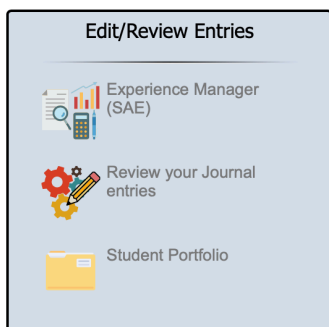 Edit/Review Entries
Experience Manager
(SAE)
Review your Journal
entries
Student Portfolio